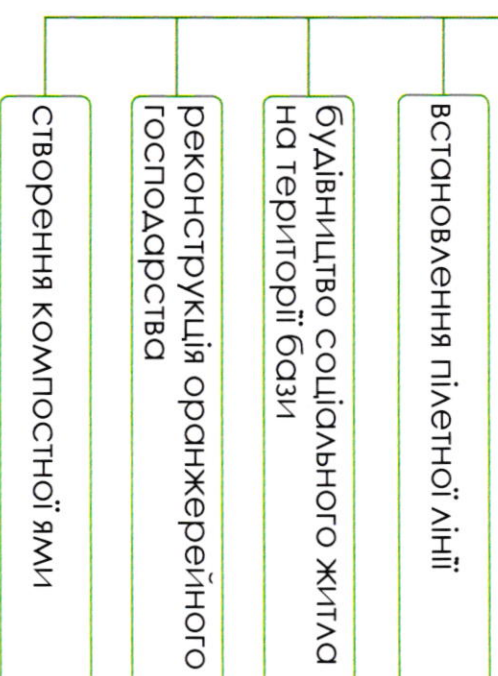 встановлення пілетної лінії
будівництво соціального житла
на території бази
реконструкція оранжерейного
господарства
створення компостної ями